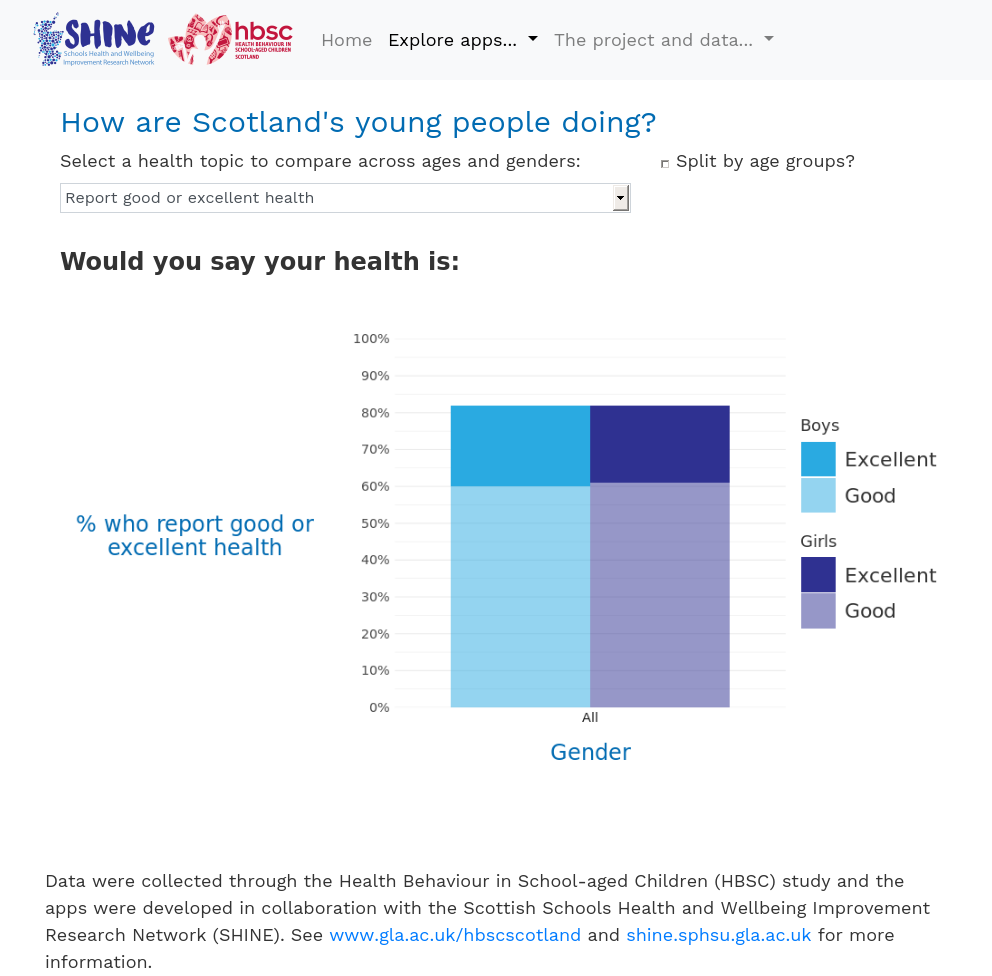 SHINE
Schools Health and Wellbeing
Improvement Research Network
hbsc
HEALTH BEHAVIOUR IN
SCHOOL-AGED CHILDREN
SCOTLAND
Home Explore apps... The project and data...
How are Scotland's young people doing?
Select a health topic to compare across ages and genders:
Split by age groups?
Report good or excellent health
Would you say your health is:
% who report good or
excellent health
100%
90%
80%
70%
60%
50%
40%
30%
20%
10%
0%
All
Gender
Boys
Excellent
Good
Girls
Excellent
Good
Data were collected through the Health Behaviour in School-aged Children (HBSC) study and the
apps were developed in collaboration with the Scottish Schools Health and Wellbeing Improvement
Research Network (SHINE). See www.gla.ac.uk/hbscscotland and shine.sphsu.gla.ac.uk for more
information.